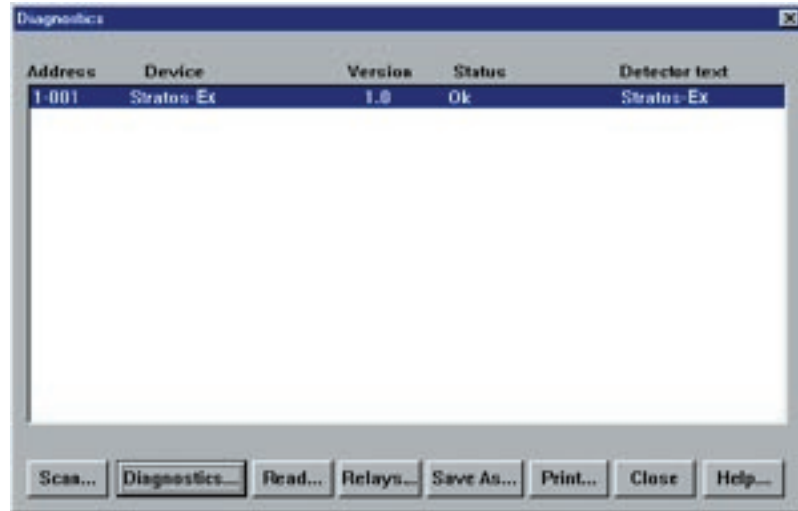 Diagnostics
Address Device Version Status Detector text
1-001 Stratos-Ex 1.0 Ok Stratos-Ex
Scan... Diagnostics... Read... Relays... Save As... Print... Close Help...